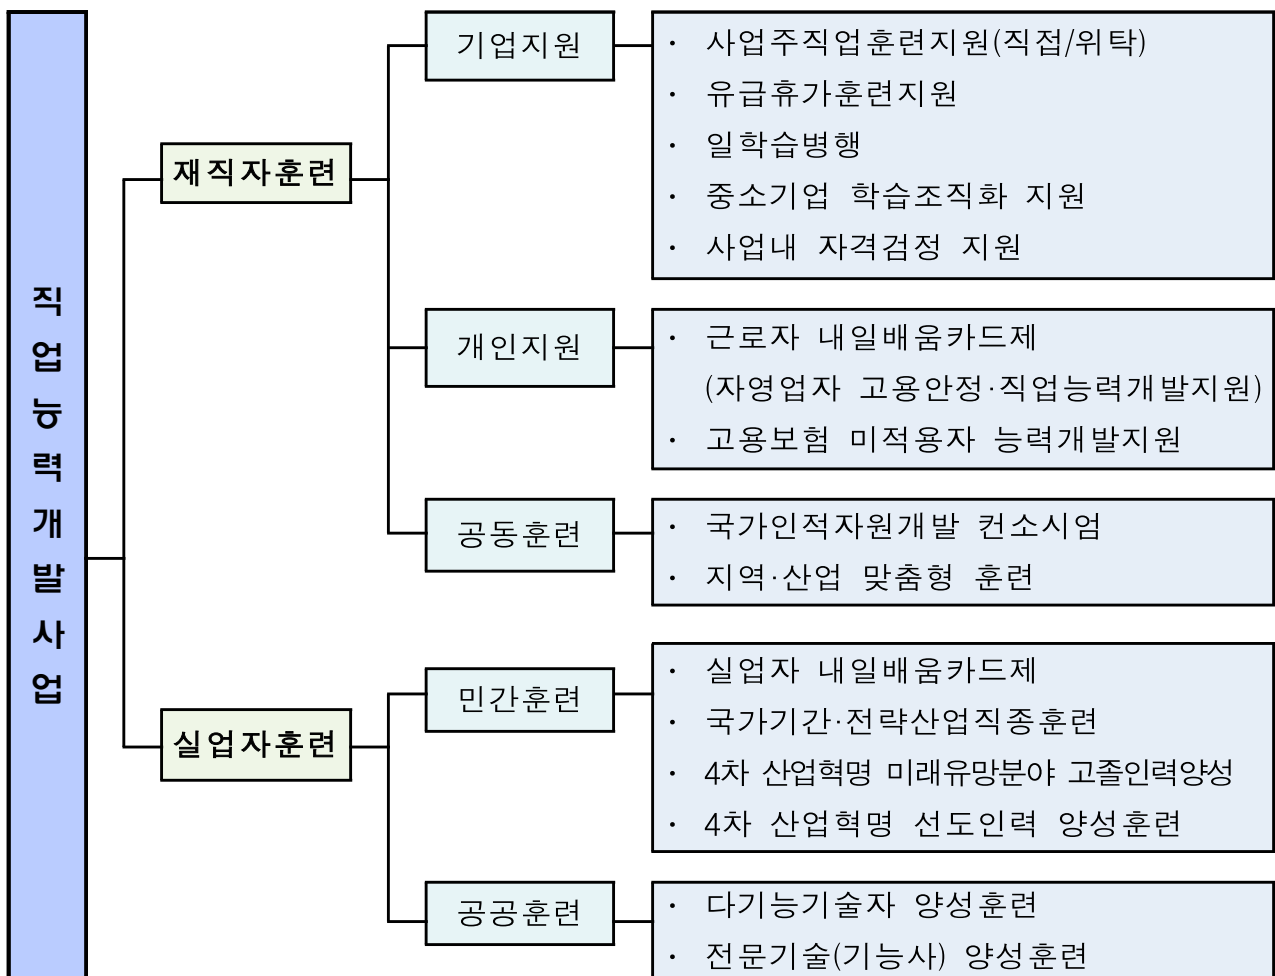 직업능력개발사업
재직자훈련
기업지원
· 사업주직업훈련지원(직접/위탁)
· 유급휴가훈련지원
· 일학습병행
· 중소기업 학습조직화 지원
· 사업내 자격검정 지원
개인지원
· 근로자 내일배움카드제
(자영업자 고용안정·직업능력개발지원)
· 고용보험 미적용자 능력개발지원
공동훈련
· 국가인적자원개발 컨소시엄
· 지역·산업 맞춤형 훈련
실업자훈련
민간훈련
· 실업자 내일배움카드제
· 국가기간·전략산업직종훈련
· 4차 산업혁명 미래유망분야 고졸인력양성
· 4차 산업혁명 선도인력 양성훈련
공공훈련
· 다기능기술자 양성훈련
· 전문기술(기능사) 양성훈련